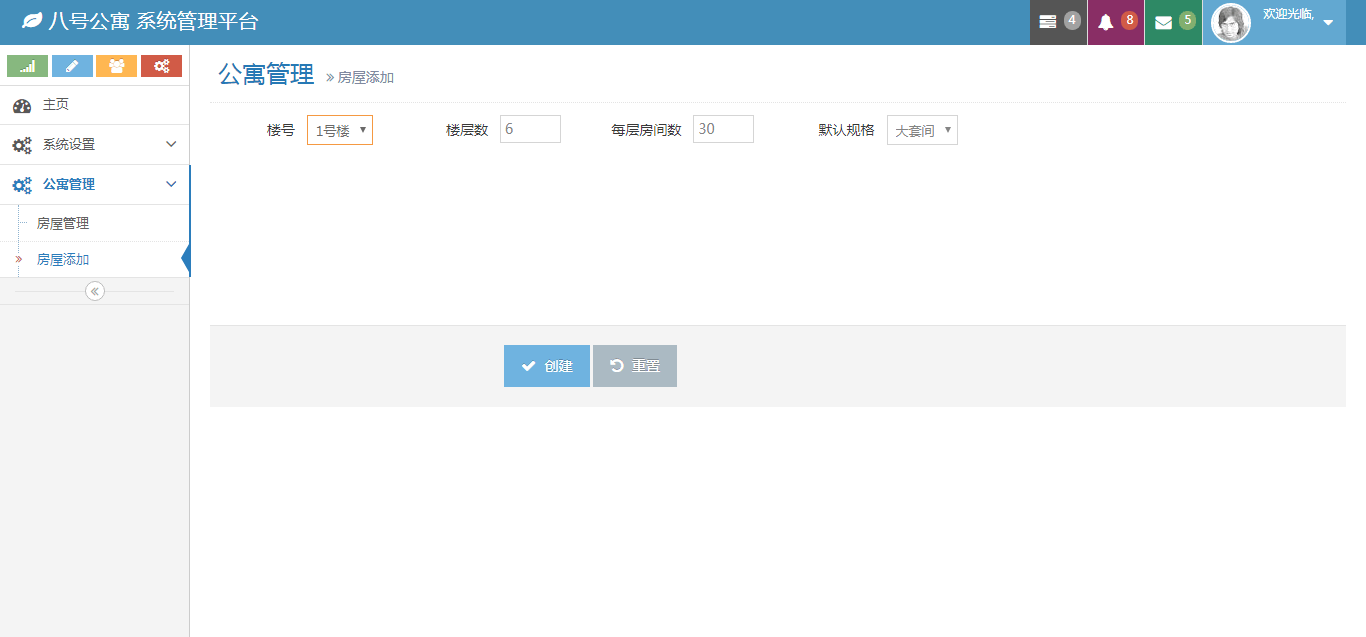 八号公寓 系统管理平台
4
8
5
欢迎光临,
主页
系统设置
公寓管理
房屋管理
房屋添加
公寓管理 » 房屋添加
楼号 1号楼 楼层数 6 每层房间数 30 默认规格 大套间
创建 重置